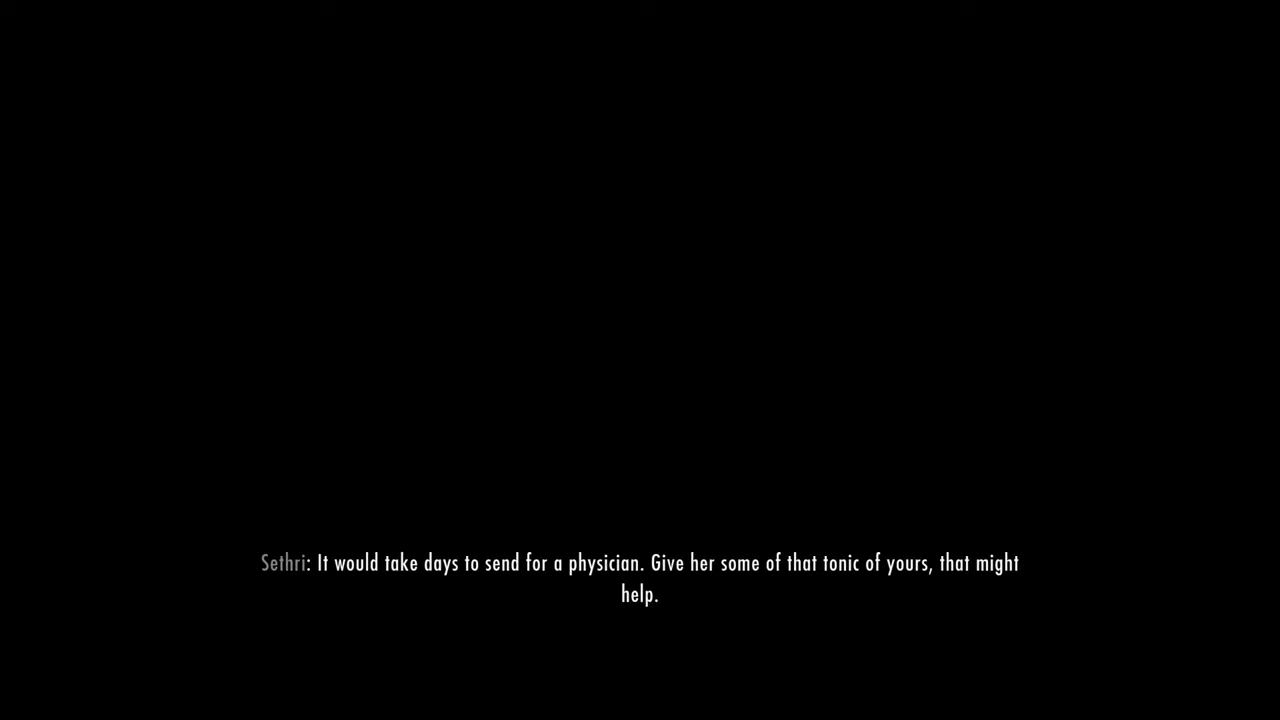 Sethri: It would take days to send for a physician. Give her some of that tonic of yours, that might
help.